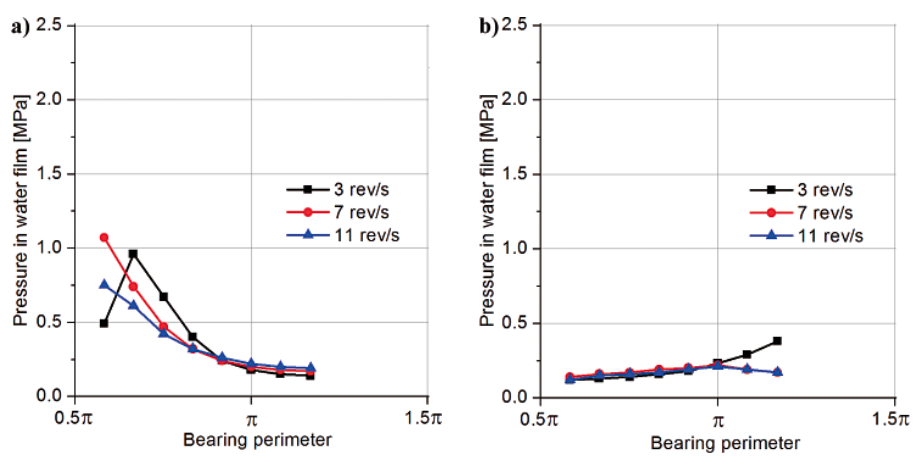 a)
2.5
2.0
1.5
1.0
0.5
0.0
Pressure in water film [MPa]
3 rev/s
7 rev/s
11 rev/s
0.5π
π
1.5π
Bearing perimeter
b)
2.5
2.0
1.5
1.0
0.5
0.0
Pressure in water film [MPa]
3 rev/s
7 rev/s
11 rev/s
0.5π
π
1.5π
Bearing perimeter